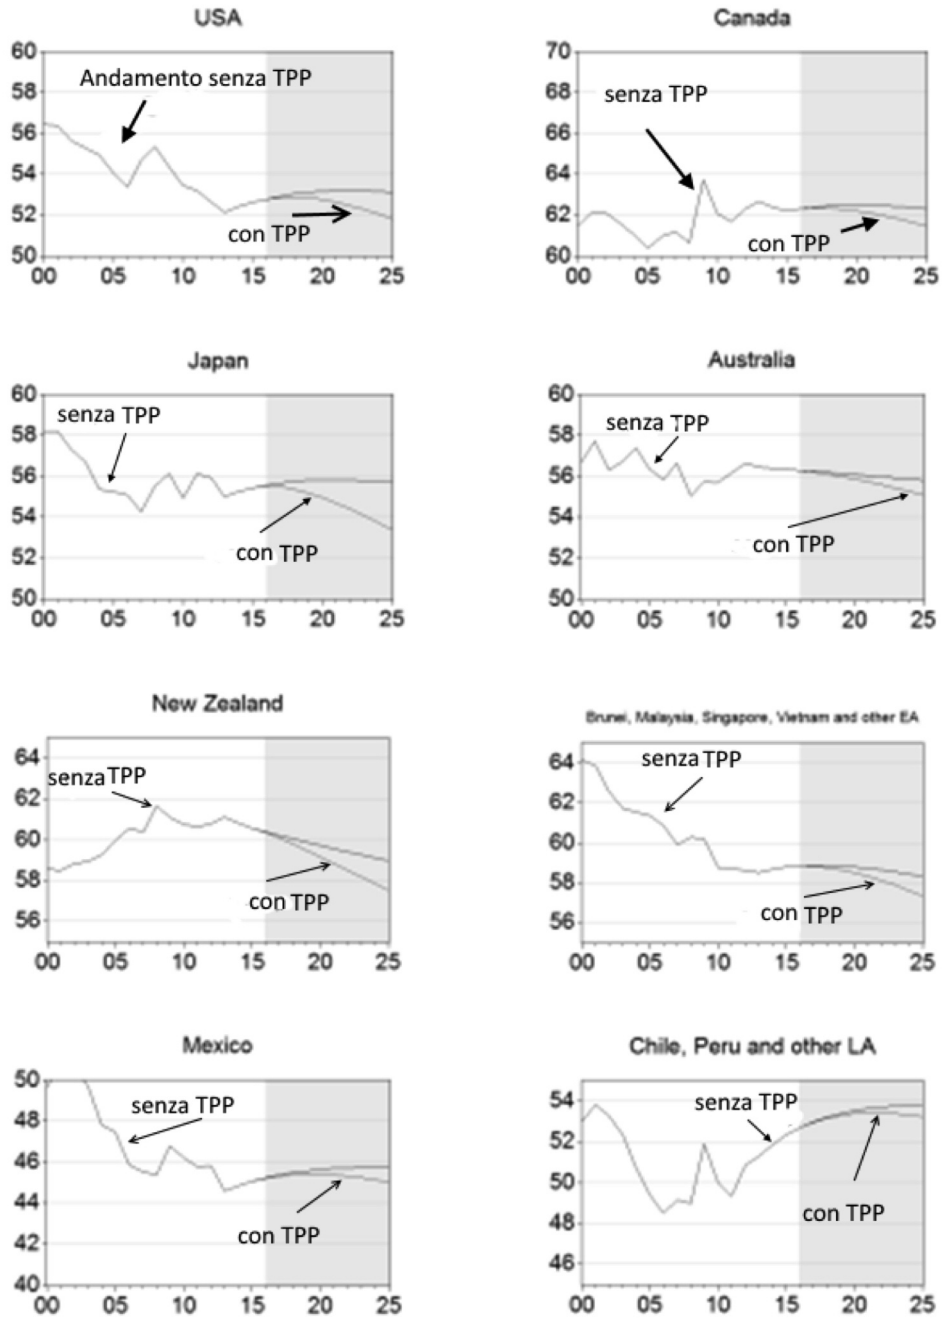 USA
60
58
56
54
52
50
00 05 10 15 20 25
Andamento senza TPP
con TPP
Canada
70
68
66
64
62
60
00 05 10 15 20 25
senza TPP
con TPP
Japan
60
58
56
54
52
50
00 05 10 15 20 25
senza TPP
con TPP
Australia
60
58
56
54
52
50
00 05 10 15 20 25
senza TPP
con TPP
New Zealand
64
62
60
58
56
00 05 10 15 20 25
senza TPP
con TPP
Brunei, Malaysia, Singapore, Vietnam and other EA
64
62
60
58
56
00 05 10 15 20 25
senza TPP
con TPP
Mexico
50
48
46
44
42
40
00 05 10 15 20 25
senza TPP
con TPP
Chile, Peru and other LA
54
52
50
48
46
00 05 10 15 20 25
senza TPP
con TPP